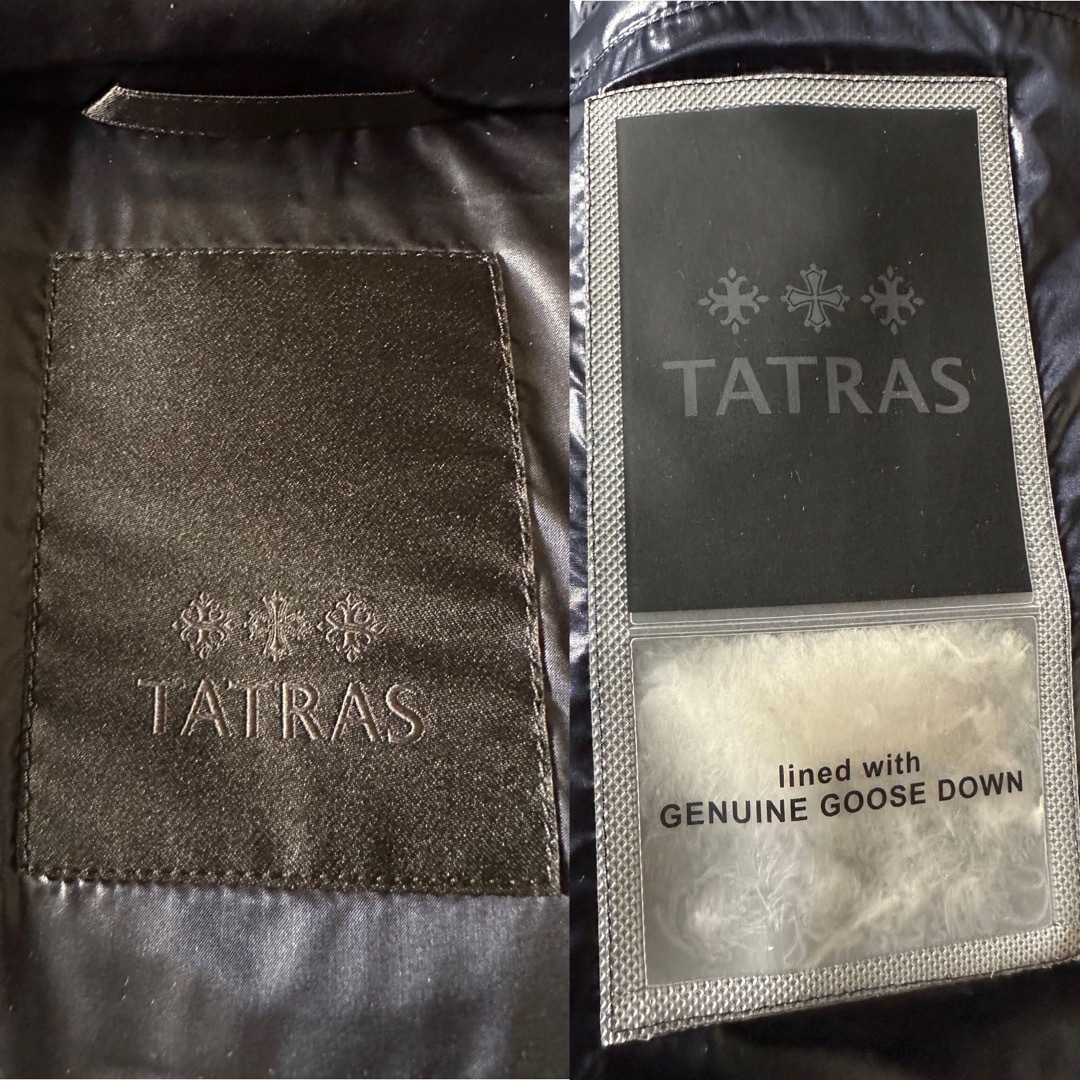 TATRAS
TATRAS
lined with
GENUINE GOOSE DOWN